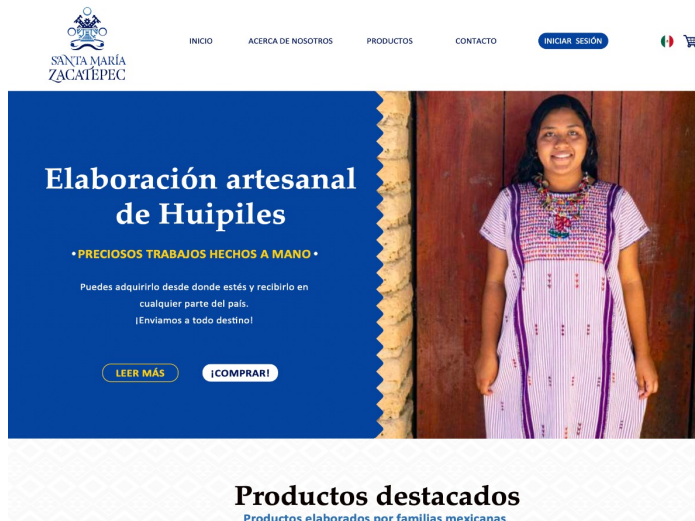 SANTA MARÍA
ZACATEPEC
INICIO
ACERCA DE NOSOTROS
PRODUCTOS
CONTACTO
INICIAR SESIÓN
Elaboración artesanal
de Huipiles
•PRECIOSOS TRABAJOS HECHOS A MANO•
Puedes adquirirlo desde donde estés y recibirlo en
cualquier parte del país.
¡Enviamos a todo destino!
LEER MÁS
¡COMPRAR!
Productos destacados
Productos elaborados por familias mexicanas